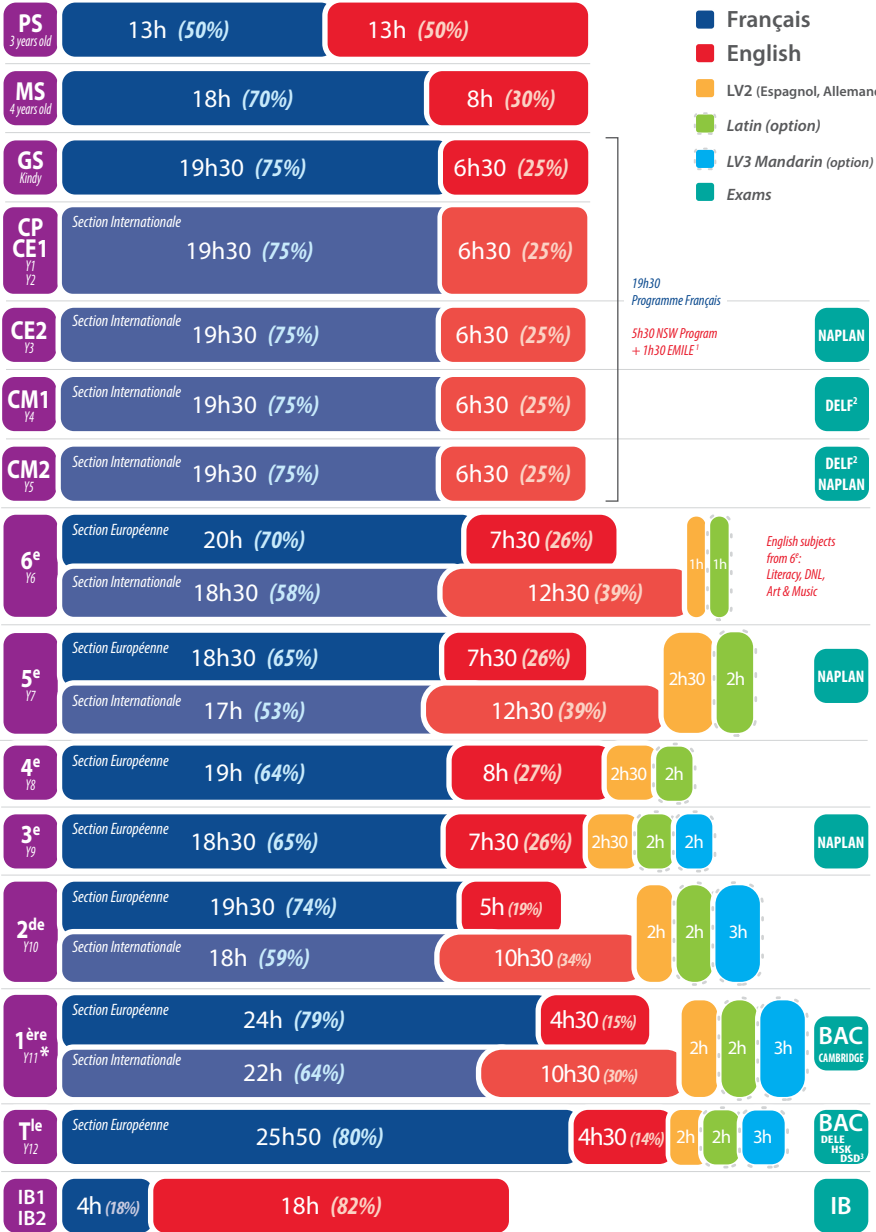 PS
3 years old
13h (50%)
13h (50%)
Français
English
LV2 (Espagnol, Allemand
Latin (option)
LV3 Mandarin (option)
Exams
MS
4 years old
18h (70%)
8h (30%)
GS
Kindy
19h30 (75%)
6h30 (25%)
CP
CE1
Y1
Y2
Section Internationale
19h30 (75%)
6h30 (25%)
19h30
Programme Français
5h30 NSW Program
+ 1h30 EMILE ¹
CE2
Y3
Section Internationale
19h30 (75%)
6h30 (25%)
NAPLAN
CM1
Y4
Section Internationale
19h30 (75%)
6h30 (25%)
DELF²
CM2
Y5
Section Internationale
19h30 (75%)
6h30 (25%)
DELF²
NAPLAN
6e
Y6
Section Européenne
20h (70%)
7h30 (26%)
Section Internationale
18h30 (58%)
12h30 (39%)
1h
1h
English subjects
from 6e:
Literacy, DNL,
Art & Music
5e
Y7
Section Européenne
18h30 (65%)
7h30 (26%)
Section Internationale
17h (53%)
12h30 (39%)
2h30
2h
NAPLAN
4e
Y8
Section Européenne
19h (64%)
8h (27%)
2h30
2h
3e
Y9
Section Européenne
18h30 (65%)
7h30 (26%)
2h30
2h
2h
NAPLAN
2de
Y10
Section Européenne
19h30 (74%)
5h (19%)
Section Internationale
18h (59%)
10h30 (34%)
2h
2h
3h
1ère
Y11 *
Section Européenne
24h (79%)
4h30 (15%)
Section Internationale
22h (64%)
10h30 (30%)
2h
2h
3h
BAC
CAMBRIDGE
Tle
Y12
Section Européenne
25h50 (80%)
4h30 (14%)
2h
2h
3h
BAC
DELE
HSK
DSD³
IB1
IB2
4h (18%)
18h (82%)
IB